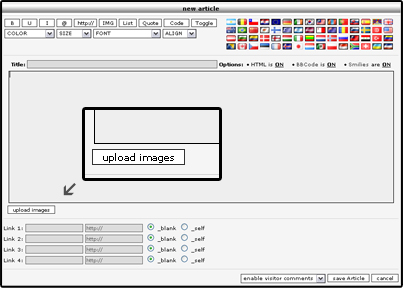 new article
B U I @ http:// IMG List Quote Code Toggle
COLOR SIZE FONT ALIGN
Title: Options: • HTML is ON • BBCode is ON • Smilies are ON
upload images
upload images
Link 1: http:// _blank _self
Link 2: http:// _blank _self
Link 3: http:// _blank _self
Link 4: http:// _blank _self
enable visitor comments save Article cancel